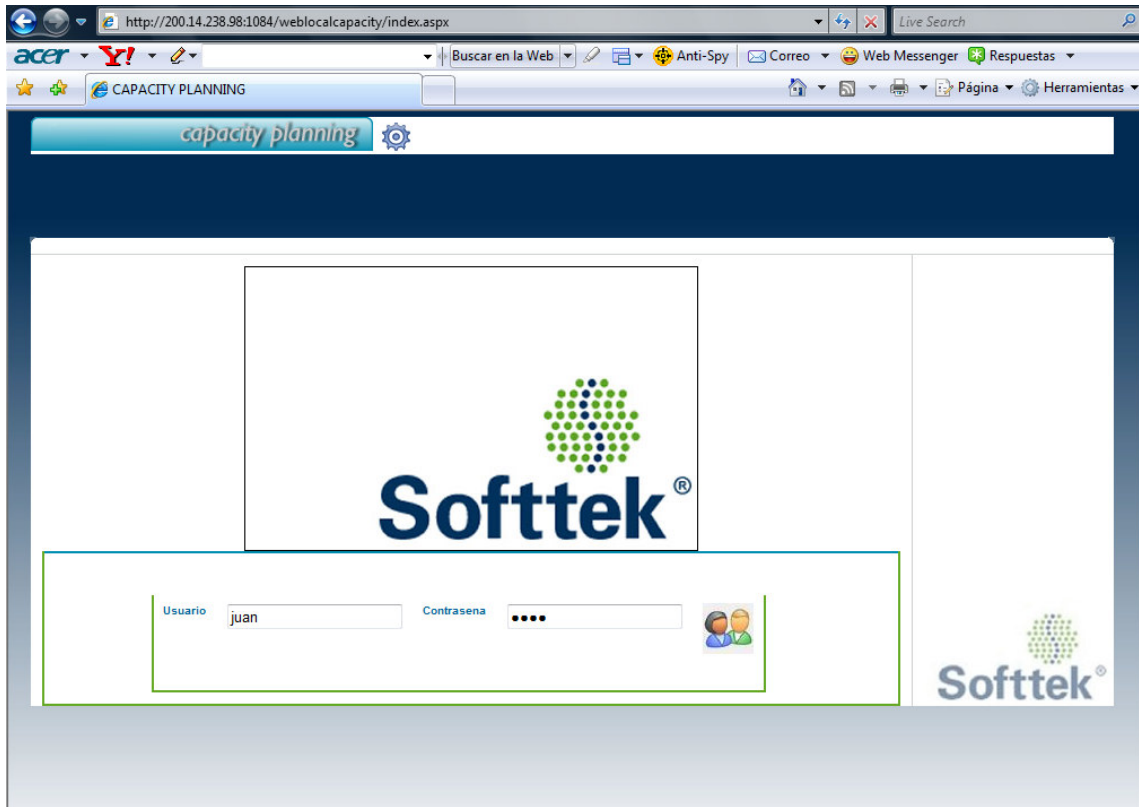 http://200.14.238.98:1084/weblocalcapacity/index.aspx
Live Search
acer Y! Buscar en la Web Anti-Spy Correo Web Messenger Respuestas
CAPACITY PLANNING Página Herramientas
capacity planning
Softtek®
Usuario juan Contrasena ••••
Softtek®